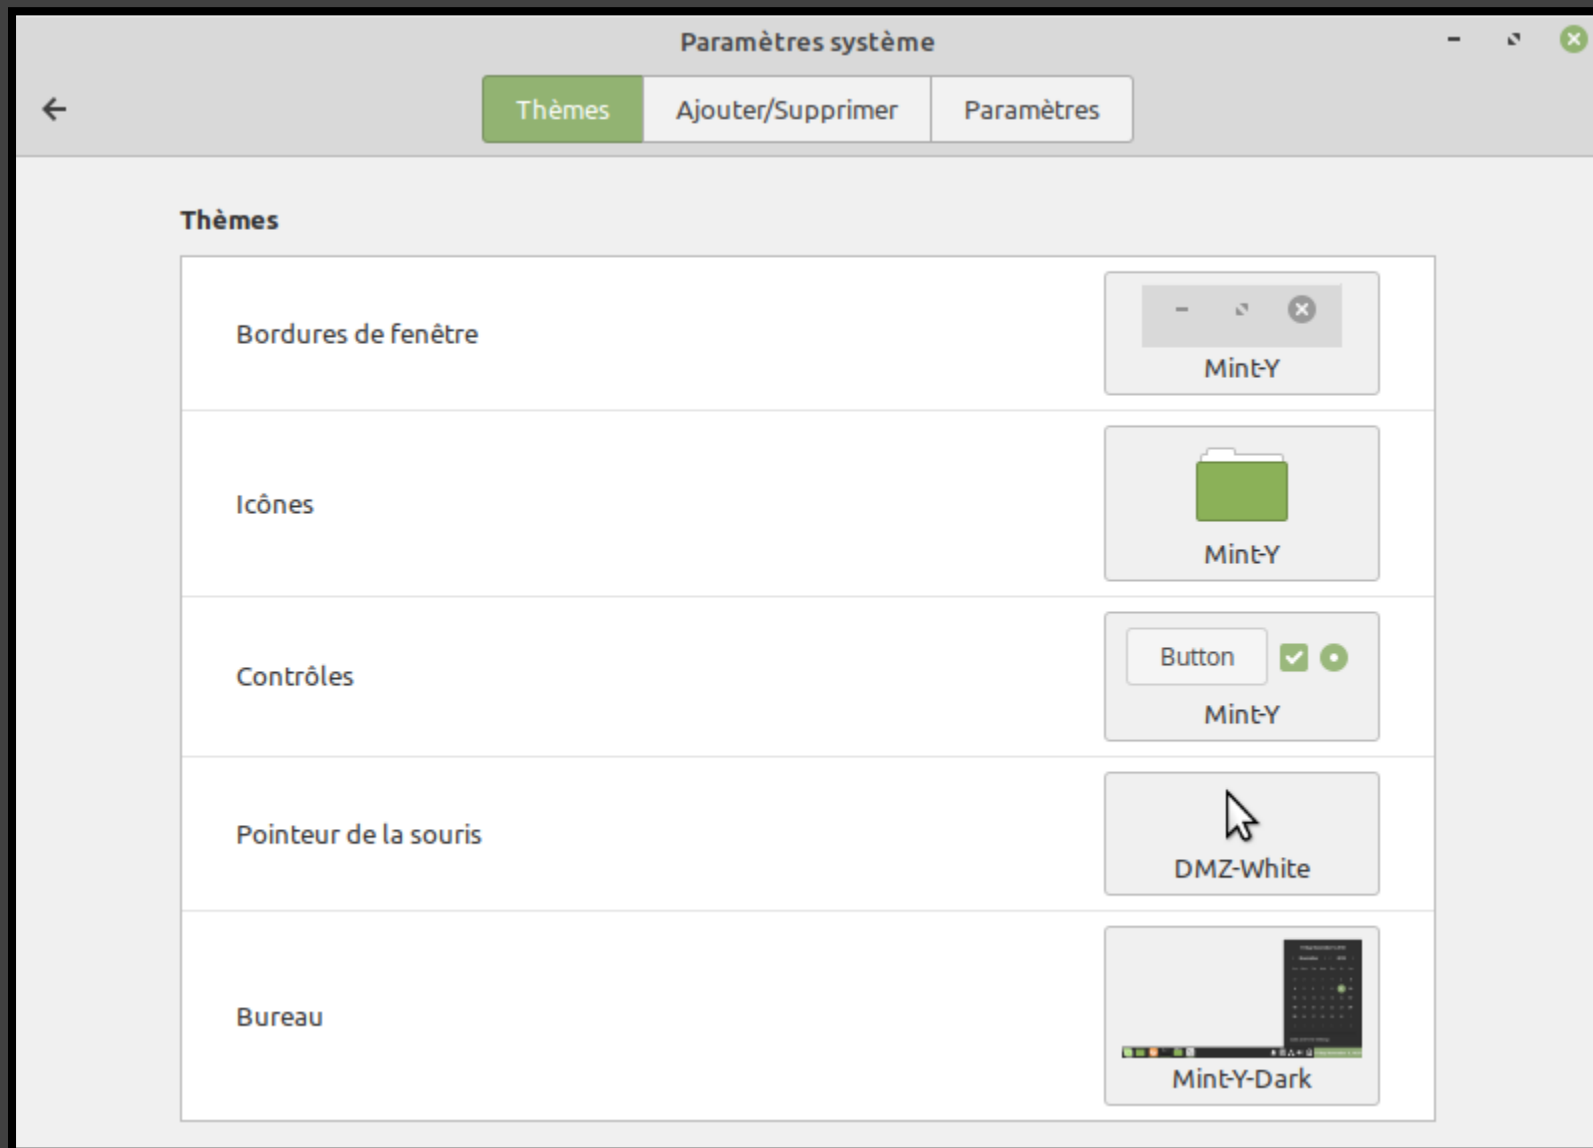 Paramètres système
Thèmes
Ajouter/Supprimer
Paramètres
Thèmes
Bordures de fenêtre
Mint-Y
Icônes
Mint-Y
Contrôles
Button
Mint-Y
Pointeur de la souris
DMZ-White
Bureau
Mint-Y-Dark